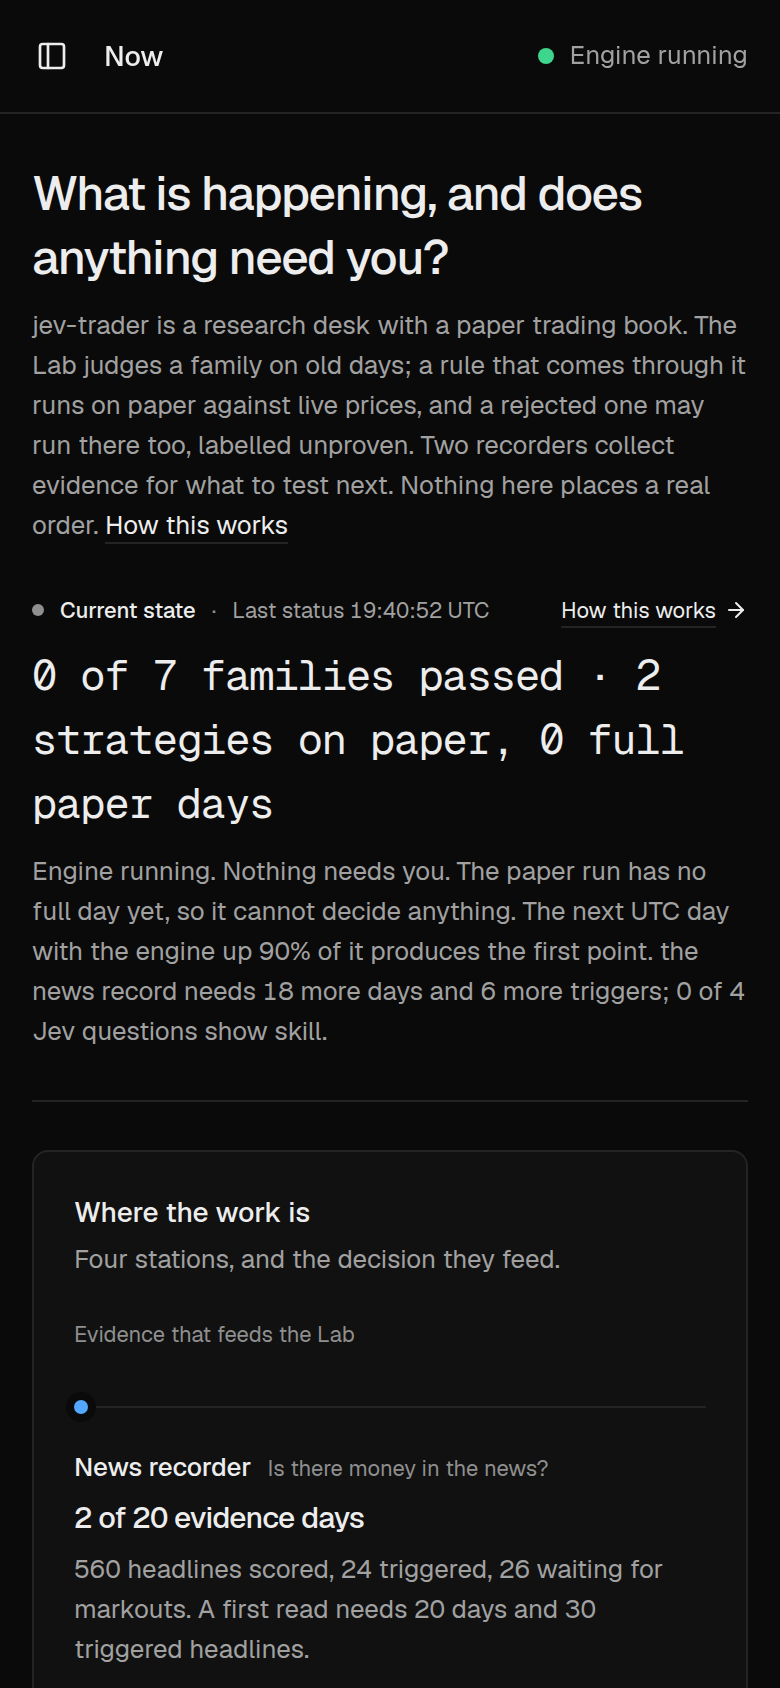 Now
Engine running
What is happening, and does
anything need you?
jev-trader is a research desk with a paper trading book. The
Lab judges a family on old days; a rule that comes through it
runs on paper against live prices, and a rejected one may
run there too, labelled unproven. Two recorders collect
evidence for what to test next. Nothing here places a real
order. How this works
Current state · Last status 19:40:52 UTC
How this works →
0 of 7 families passed · 2
strategies on paper, 0 full
paper days
Engine running. Nothing needs you. The paper run has no
full day yet, so it cannot decide anything. The next UTC day
with the engine up 90% of it produces the first point. the
news record needs 18 more days and 6 more triggers; 0 of 4
Jev questions show skill.
Where the work is
Four stations, and the decision they feed.
Evidence that feeds the Lab
News recorder Is there money in the news?
2 of 20 evidence days
560 headlines scored, 24 triggered, 26 waiting for
markouts. A first read needs 20 days and 30
triggered headlines.